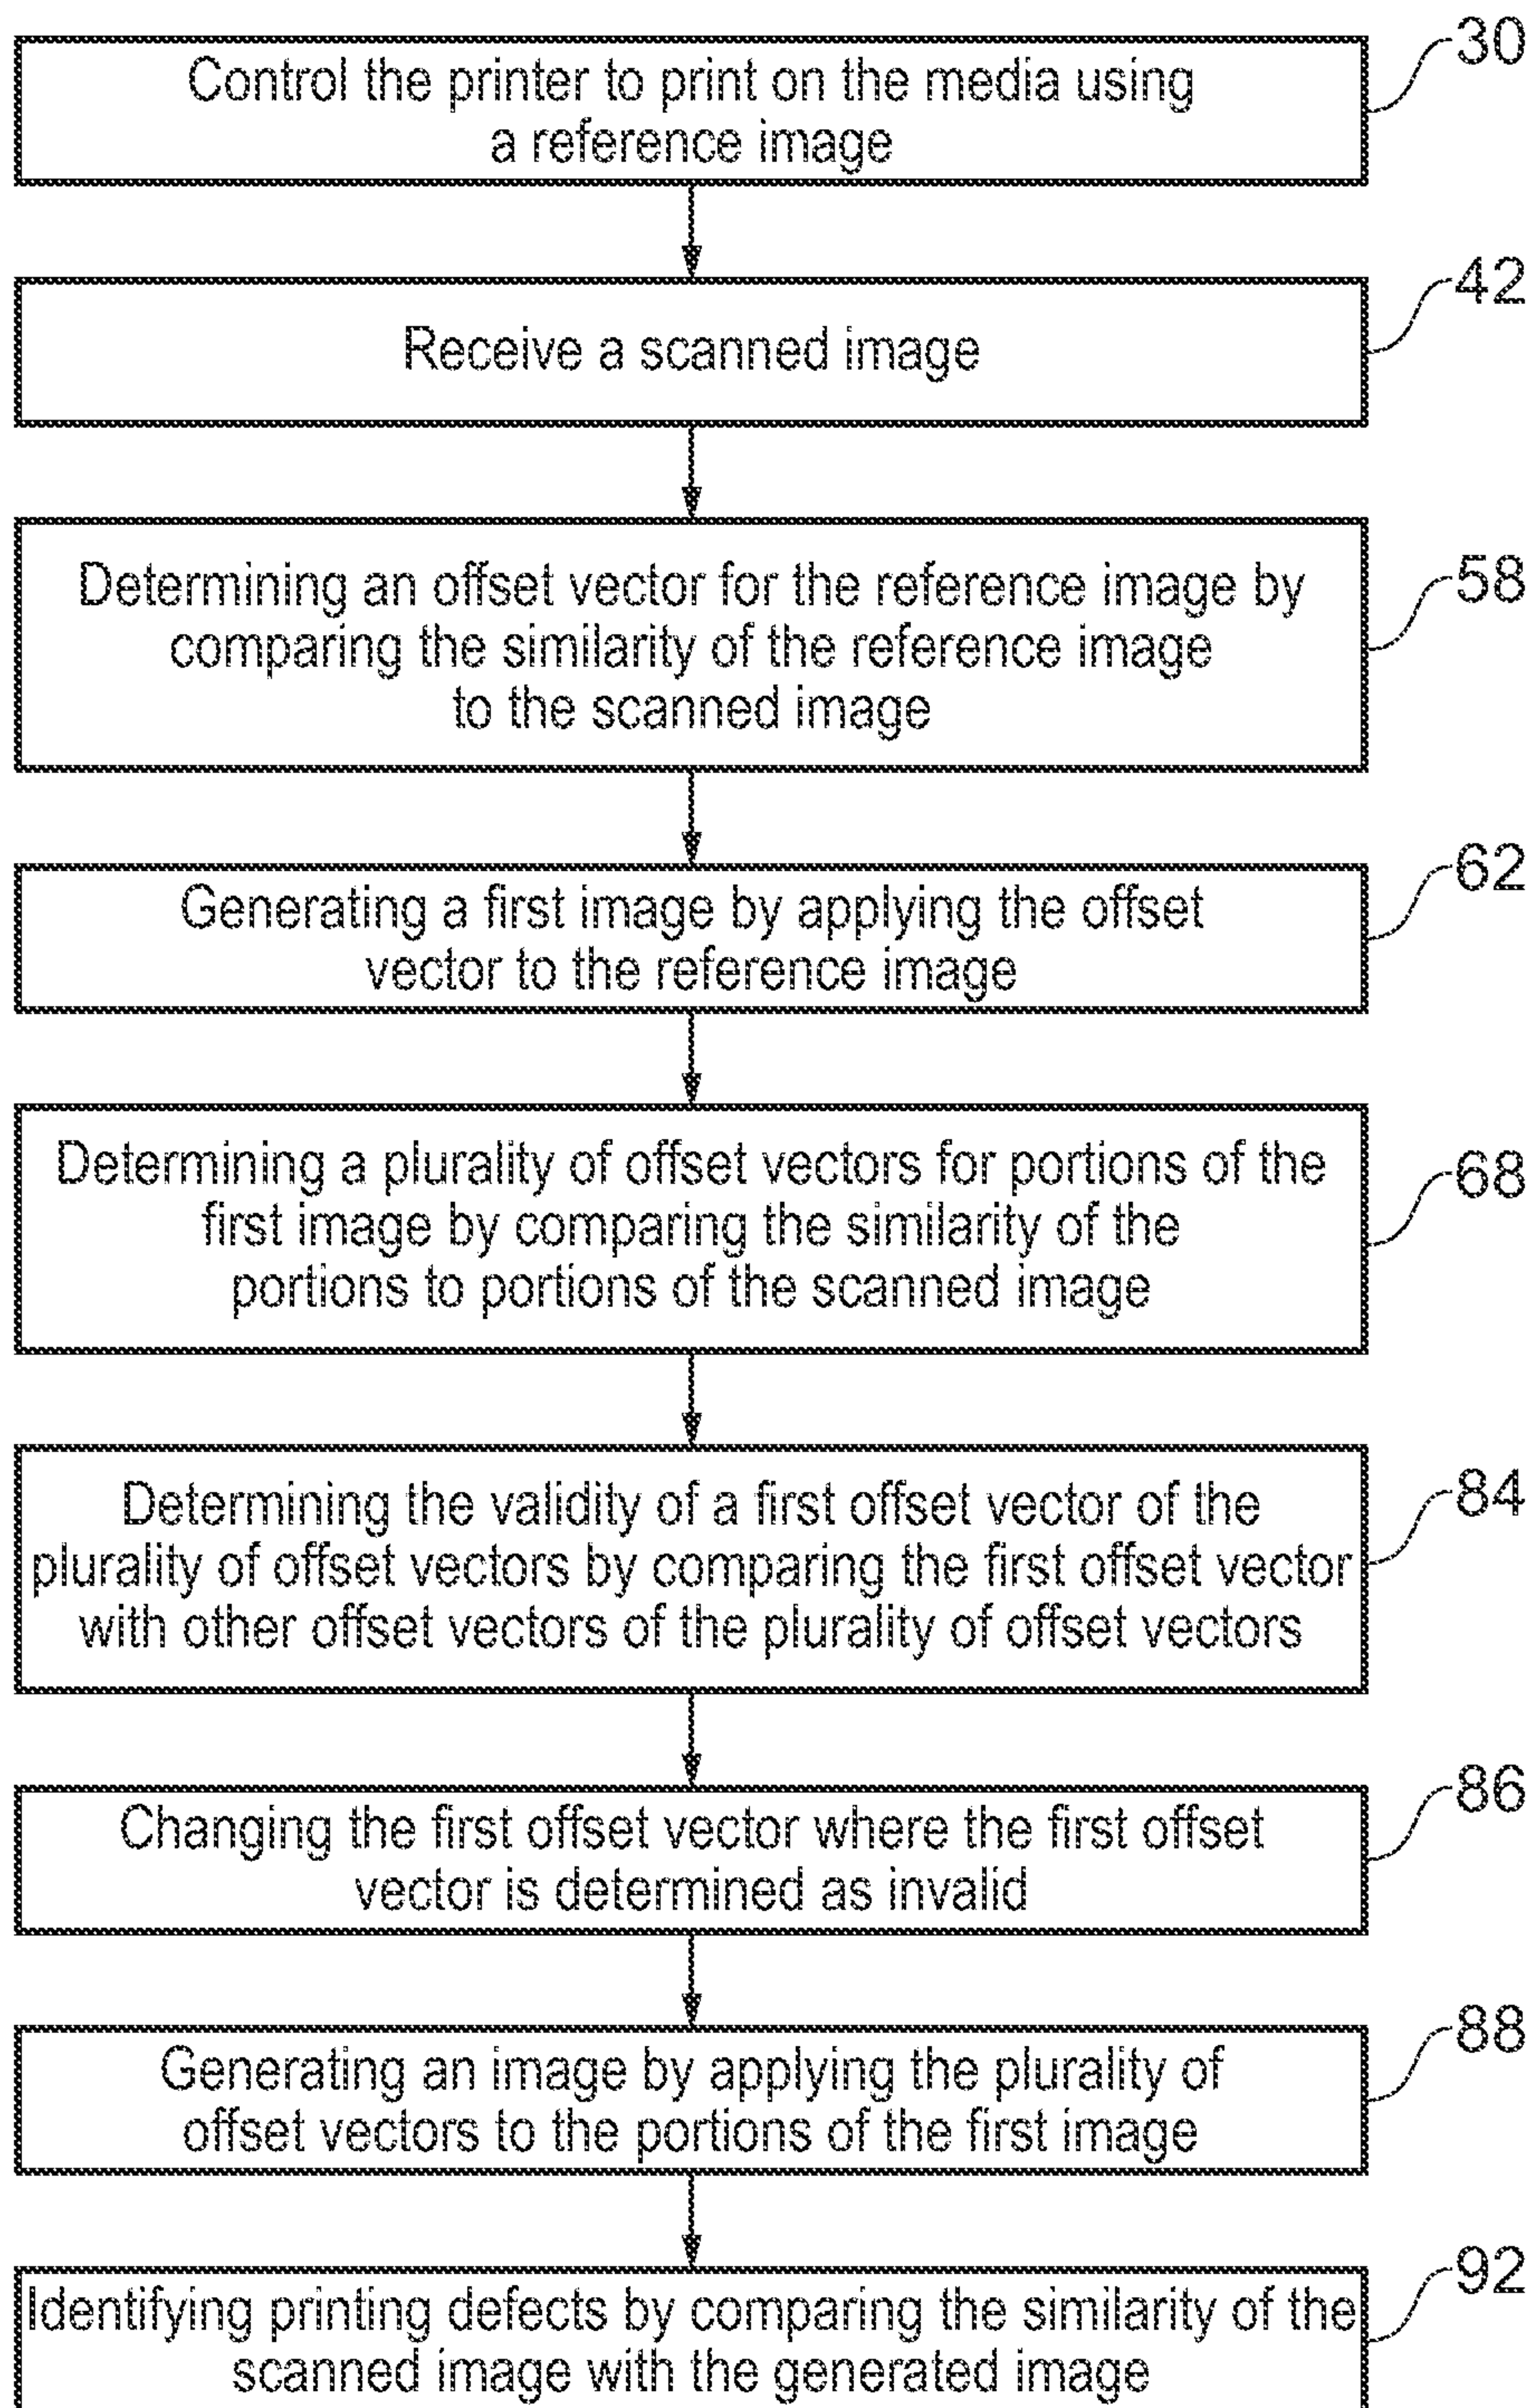 30
Control the printer to print on the media using
a reference image
42
Receive a scanned image
58
Determining an offset vector for the reference image by
comparing the similarity of the reference image
to the scanned image
62
Generating a first image by applying the offset
vector to the reference image
68
Determining a plurality of offset vectors for portions of the
first image by comparing the similarity of the
portions to portions of the scanned image
84
Determining the validity of a first offset vector of the
plurality of offset vectors by comparing the first offset vector
with other offset vectors of the plurality of offset vectors
86
Changing the first offset vector where the first offset
vector is determined as invalid
88
Generating an image by applying the plurality of
offset vectors to the portions of the first image
92
Identifying printing defects by comparing the similarity of the
scanned image with the generated image